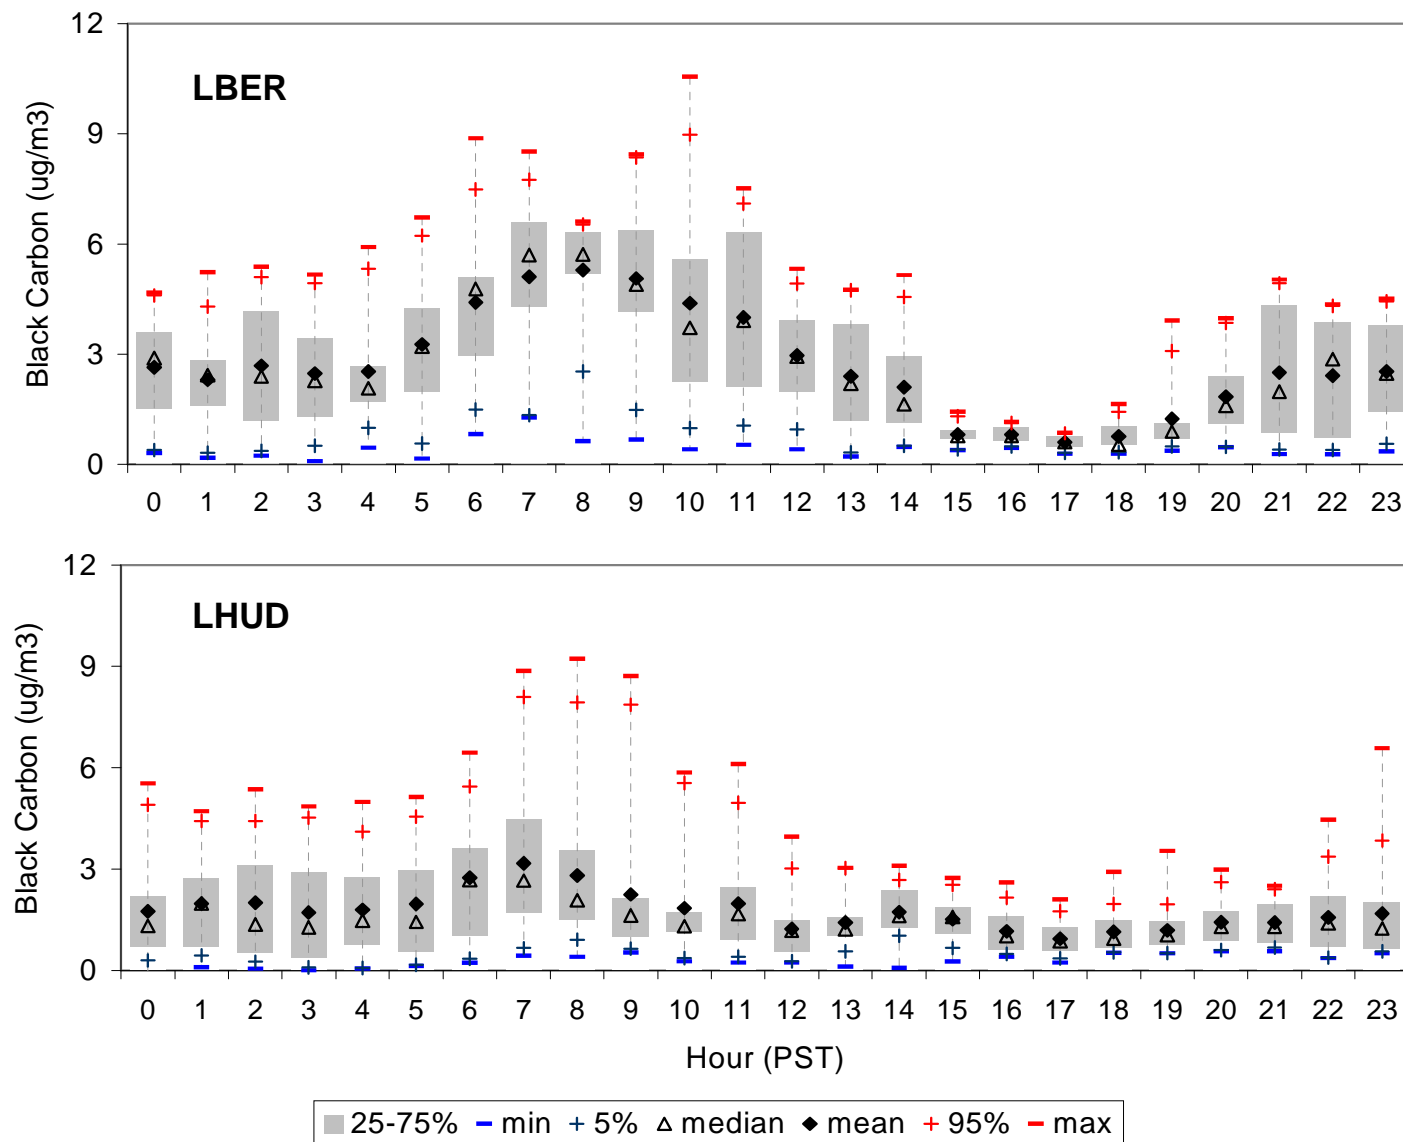 12
LBER
9
6
3
0
Black Carbon (ug/m3)
0 1 2 3 4 5 6 7 8 9 10 11 12 13 14 15 16 17 18 19 20 21 22 23
12
LHUD
9
6
3
0
Black Carbon (ug/m3)
0 1 2 3 4 5 6 7 8 9 10 11 12 13 14 15 16 17 18 19 20 21 22 23
Hour (PST)
25-75% min 5% median mean 95% max